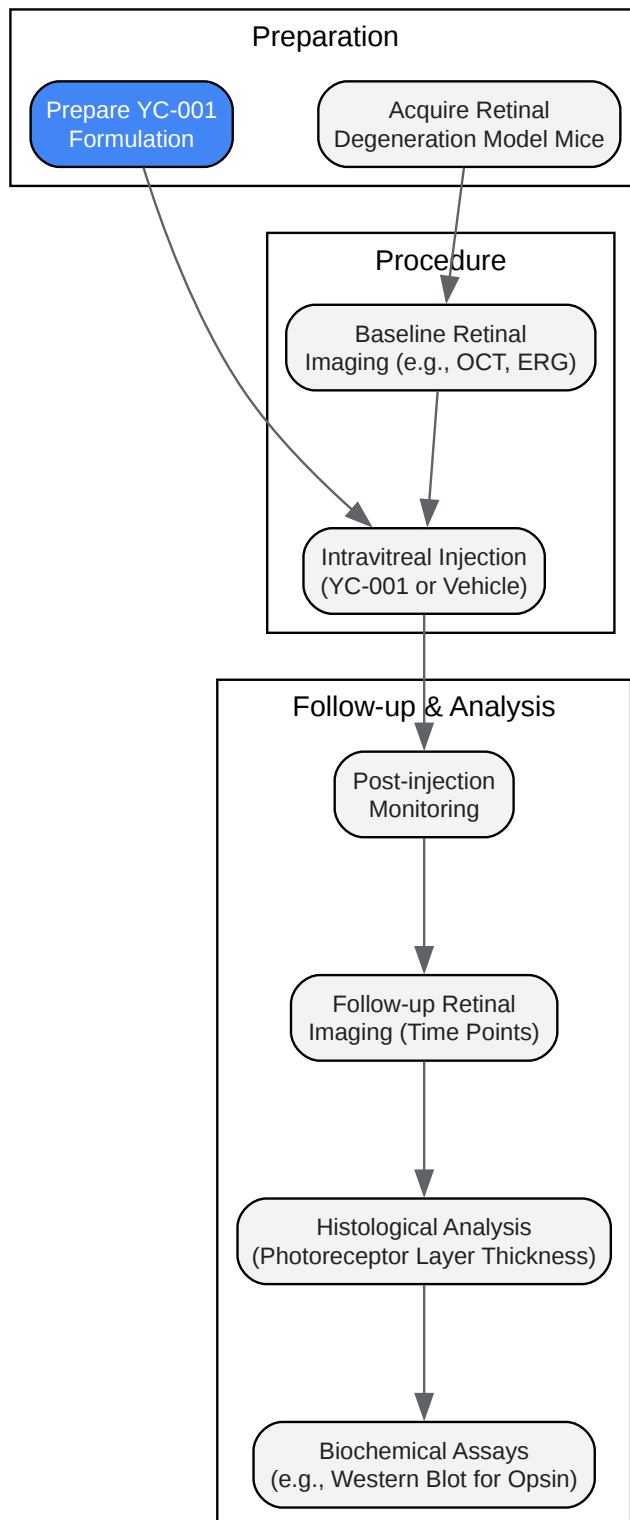 Preparation
Prepare YC-001
Formulation
Acquire Retinal
Degeneration Model Mice
Procedure
Baseline Retinal
Imaging (e.g., OCT, ERG)
Intravitreal Injection
(YC-001 or Vehicle)
Follow-up & Analysis
Post-injection
Monitoring
Follow-up Retinal
Imaging (Time Points)
Histological Analysis
(Photoreceptor Layer Thickness)
Biochemical Assays
(e.g., Western Blot for Opsin)